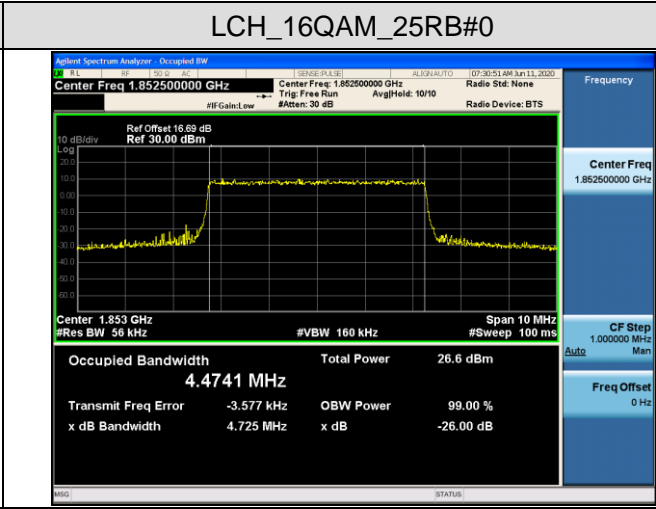 LCH_16QAM_25RB#0
Agilent Spectrum Analyzer - Occupied BW
RL RF 50 Ω AC SENSE:PULSE ALIGNAUTO 07:30:51 AM Jun 11, 2020
Center Freq 1.852500000 GHz Center Freq: 1.852500000 GHz Radio Std: None Frequency
Trig: Free Run Avg|Hold: 10/10
#IFGain:Low #Atten: 30 dB Radio Device: BTS
Ref Offset 16.69 dB
10 dB/div Ref 30.00 dBm
Log
20.0
10.0
0.00
-10.0
-20.0
-30.0
-40.0
-50.0
-60.0
Center Freq
1.852500000 GHz
Center 1.853 GHz Span 10 MHz
#Res BW 56 kHz #VBW 160 kHz #Sweep 100 ms
CF Step
1.000000 MHz
Auto Man
Freq Offset
0 Hz
Occupied Bandwidth Total Power 26.6 dBm
4.4741 MHz
Transmit Freq Error -3.577 kHz OBW Power 99.00 %
x dB Bandwidth 4.725 MHz x dB -26.00 dB
MSG STATUS